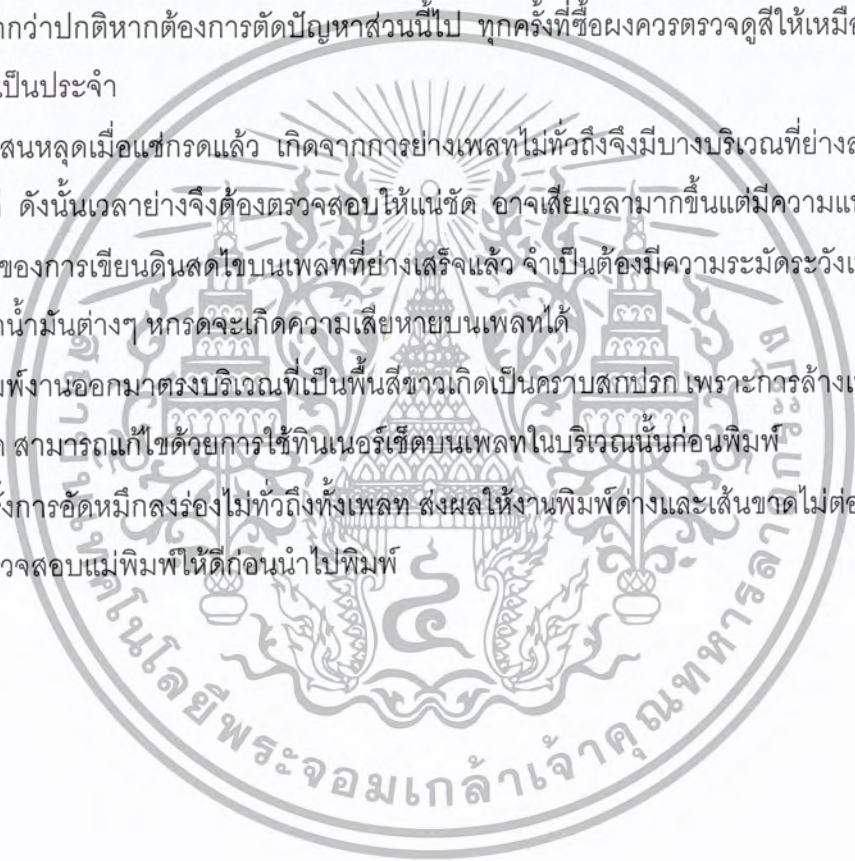 ากว่าปกติหากต้องการตัดปัญหาส่วนนี้ไป ทุกครั้งที่ซื้อผงควรตรวจดูสีให้เหมือ
เป็นประจำ
สนหลุดเมื่อแช่กรดแล้ว เกิดจากการย่างเพลทไม่ทั่วถึงจึงมีบางบริเวณที่ย่างส
ดังนั้นเวลาย่างจึงต้องตรวจสอบให้แน่ชัด อาจเสียเวลามากขึ้นแต่มีความแ
ของการเขียนดินสดไขบนเพลทที่ย่างเสร็จแล้ว จำเป็นต้องมีความระมัดระวังเ
าน้ำมันต่างๆ หกรดจะเกิดความเสียหายบนเพลทได้
มพ์งานออกมาตรงบริเวณที่เป็นพื้นสีขาวเกิดเป็นคราบสกปรก เพราะการล้างเ
สามารถแก้ไขด้วยการใช้ทินเนอร์เช็ดบนเพลทในบริเวณนั้นก่อนพิมพ์
ั้งการอัดหมึกลงร่องไม่ทั่วถึงทั้งเพลท ส่งผลให้งานพิมพ์ด่างและเส้นขาดไม่ต่อ
วจสอบแม่พิมพ์ให้ดีก่อนนำไปพิมพ์
สถาบันเทคโนโลยีพระจอมเกล้าเจ้าคุณทหารลาดกระบัง